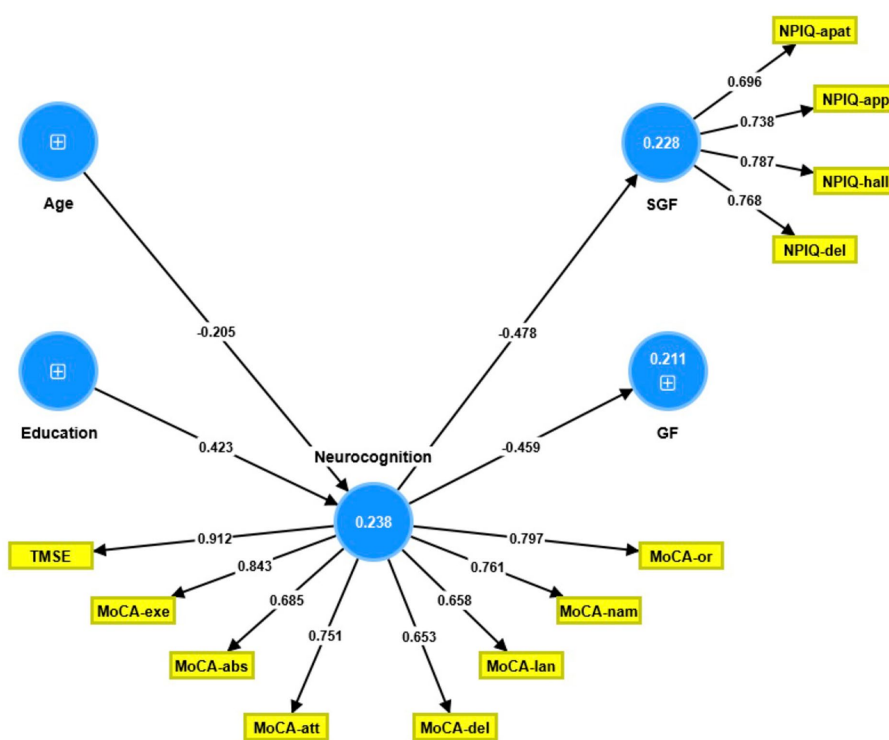 NPIQ-apat
0.696
NPIQ-app
0.738
0.228
0.787
NPIQ-hall
0.768
Age
SGF
NPIQ-del
-0.205
-0.478
0.211
Education
0.423
Neurocognition
-0.459
GF
0.238
TMSE
0.912
0.797
MoCA-or
0.843
0.761
MoCA-exe
0.685
0.658
MoCA-nam
0.751
0.653
MoCA-abs
MoCA-lan
MoCA-att
MoCA-del